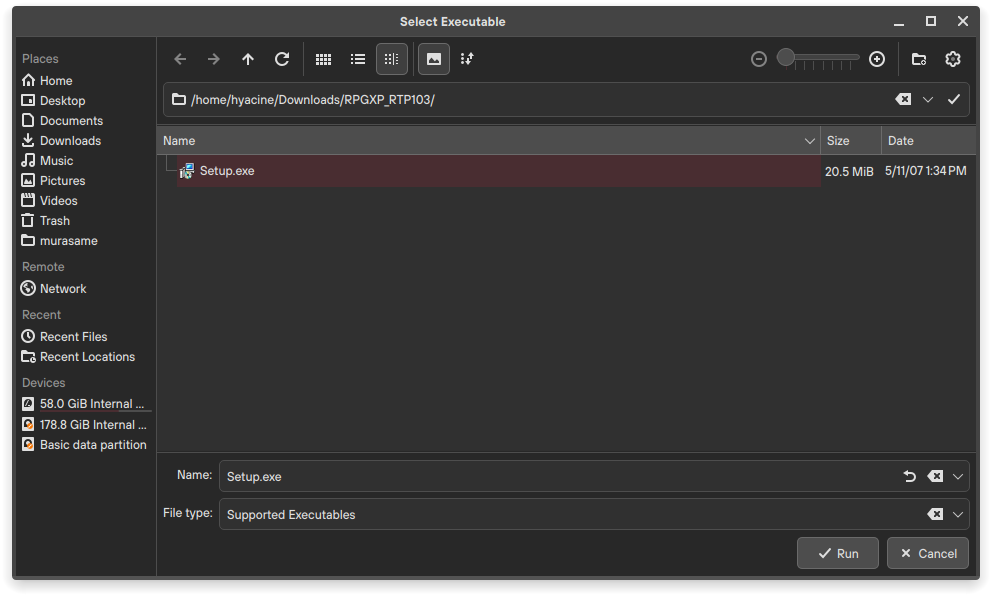 Select Executable
Places
Home
Desktop
Documents
Downloads
Music
Pictures
Videos
Trash
murasame
Remote
Network
Recent
Recent Files
Recent Locations
Devices
58.0 GiB Internal ...
178.8 GiB Internal ...
Basic data partition
/home/hyacine/Downloads/RPGXP_RTP103/
Name Size Date
Setup.exe 20.5 MiB 5/11/07 1:34 PM
Name: Setup.exe
File type: Supported Executables
Run Cancel